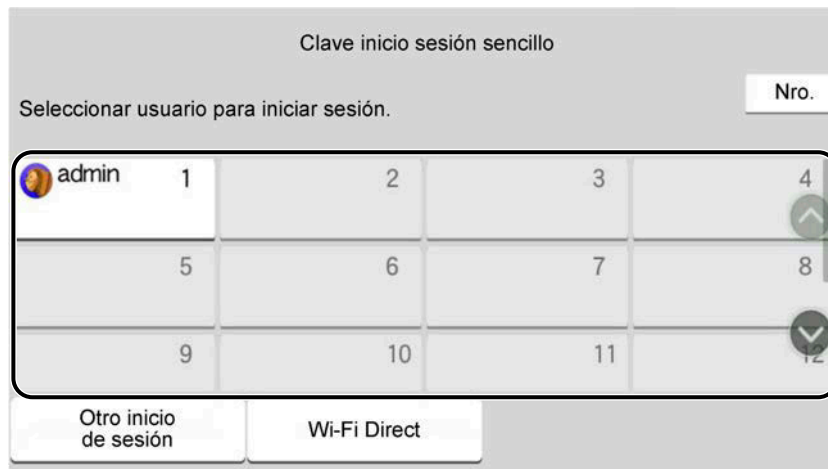 Clave inicio sesión sencillo
Nro.
Seleccionar usuario para iniciar sesión.
admin 1 2 3 4
5 6 7 8
9 10 11 12
Otro inicio
de sesión
Wi-Fi Direct